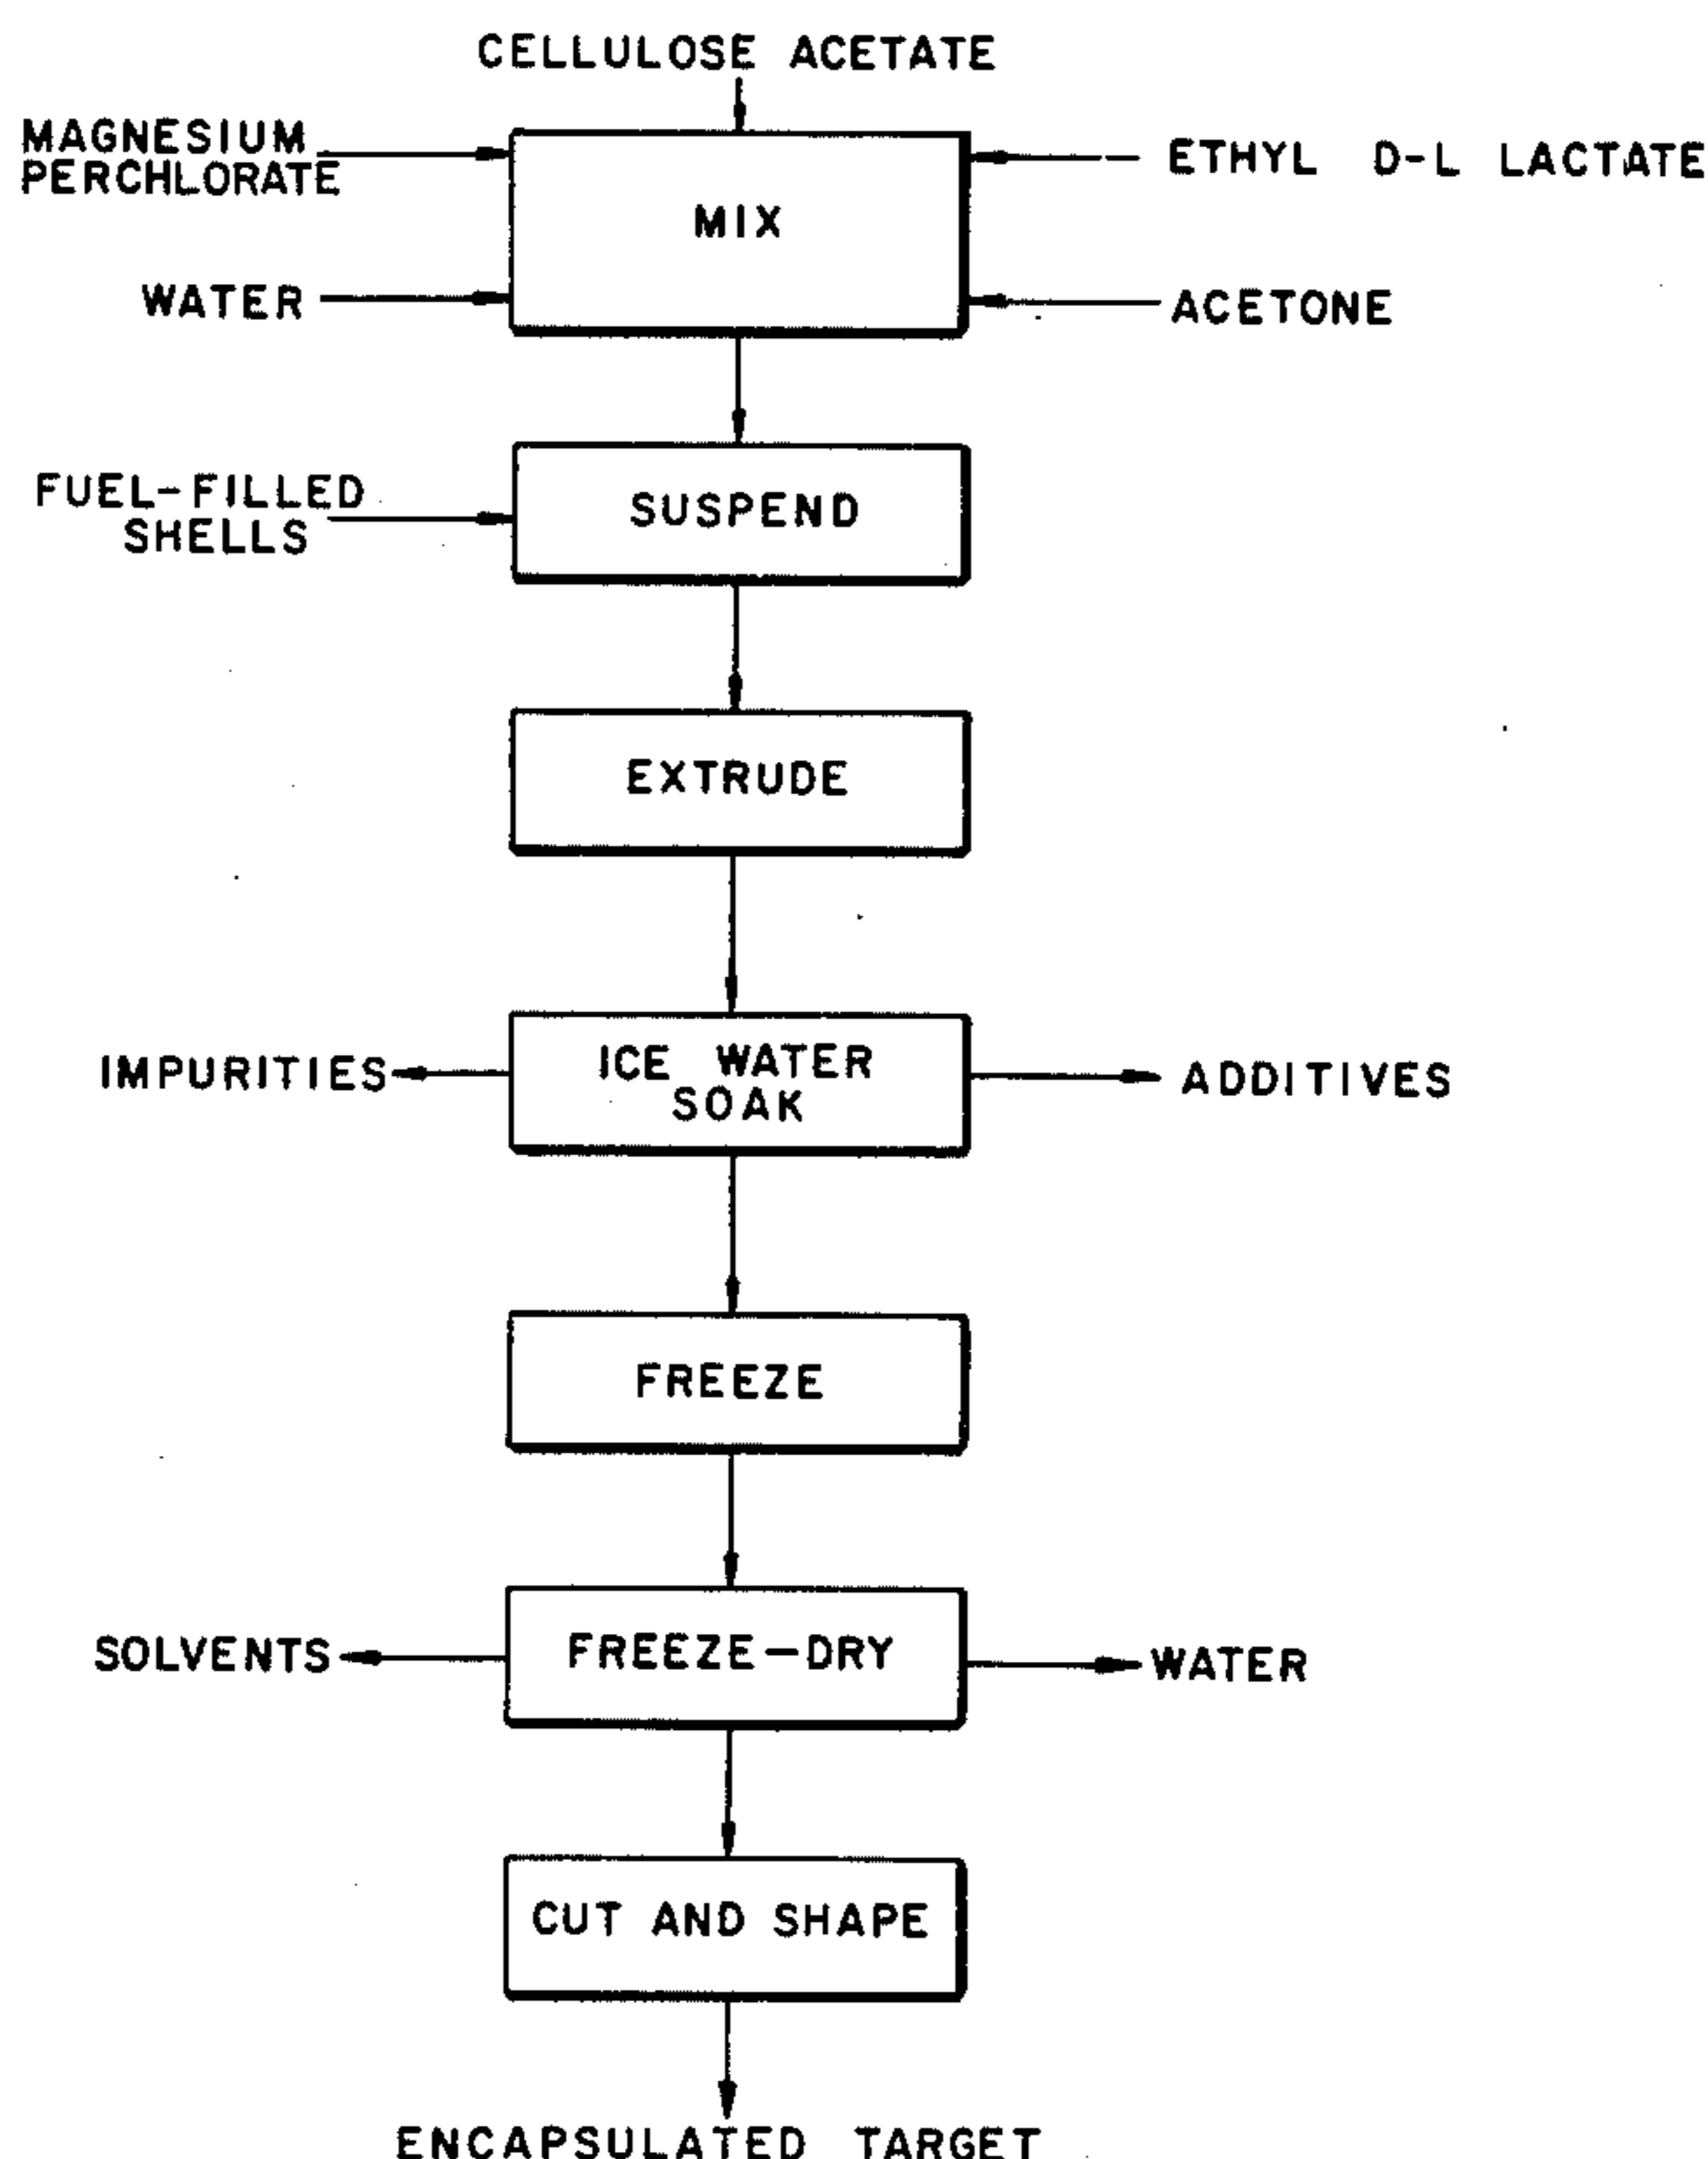 CELLULOSE ACETATE
MAGNESIUM
PERCHLORATE
ETHYL D-L LACTATE
MIX
WATER
ACETONE
FUEL-FILLED
SHELLS
SUSPEND
EXTRUDE
IMPURITIES
ICE WATER
SOAK
ADDITIVES
FREEZE
SOLVENTS
FREEZE-DRY
WATER
CUT AND SHAPE
ENCAPSULATED TARGET